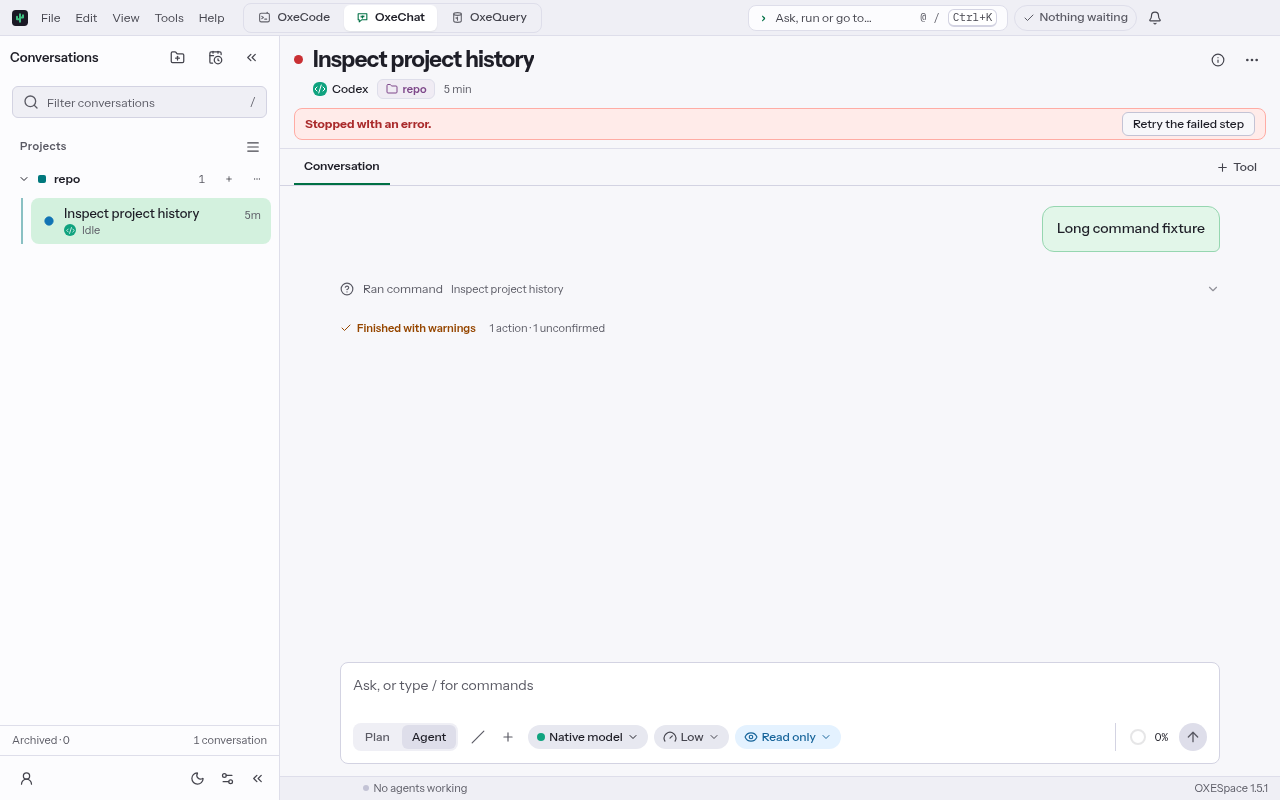 File Edit View Tools Help
OxeCode OxeChat OxeQuery
Ask, run or go to... @ / Ctrl+K
Nothing waiting
Conversations
Filter conversations /
Projects
repo 1
Inspect project history 5m
Idle
Archived · 0 1 conversation
Inspect project history
Codex repo 5 min
Stopped with an error. Retry the failed step
Conversation Tool
Long command fixture
Ran command Inspect project history
Finished with warnings 1 action · 1 unconfirmed
Ask, or type / for commands
Plan Agent Native model Low Read only 0%
No agents working OXESpace 1.5.1